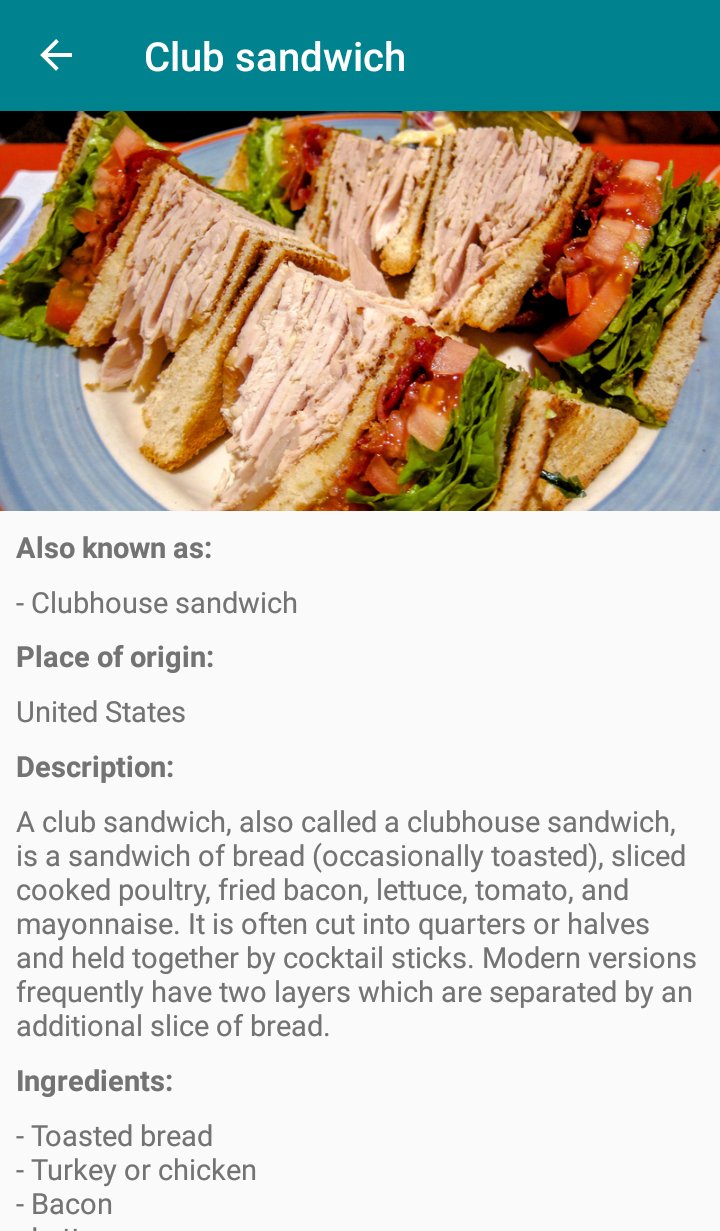 Club sandwich
Also known as:
- Clubhouse sandwich
Place of origin:
United States
Description:
A club sandwich, also called a clubhouse sandwich,
is a sandwich of bread (occasionally toasted), sliced
cooked poultry, fried bacon, lettuce, tomato, and
mayonnaise. It is often cut into quarters or halves
and held together by cocktail sticks. Modern versions
frequently have two layers which are separated by an
additional slice of bread.
Ingredients:
- Toasted bread
- Turkey or chicken
- Bacon